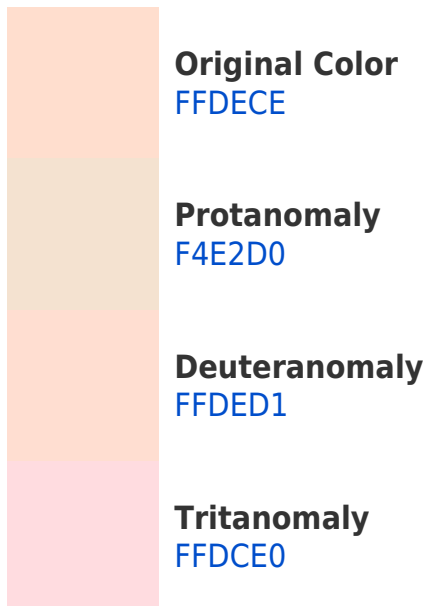 Original Color
FFDECE
Protanomaly
F4E2D0
Deuteranomaly
FFDED1
Tritanomaly
FFDCE0